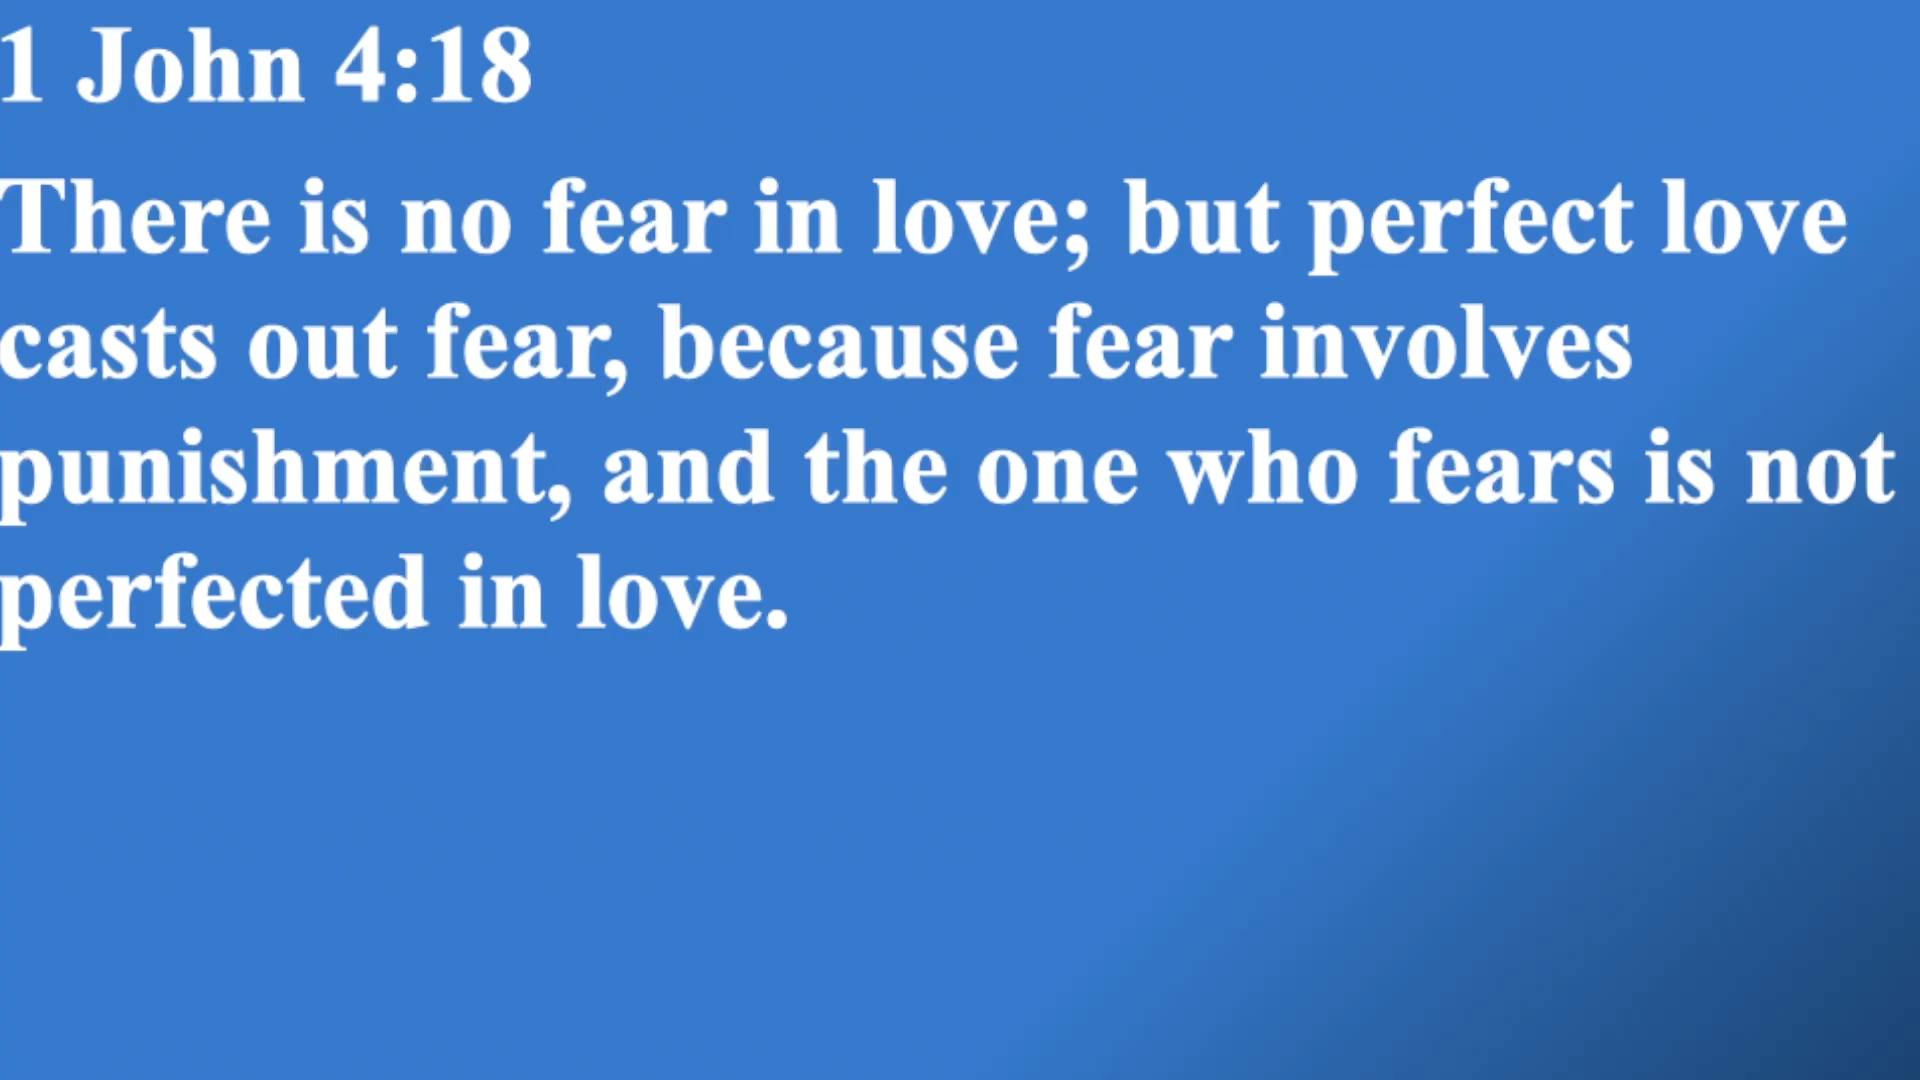 1 John 4:18
There is no fear in love; but perfect love
casts out fear, because fear involves
punishment, and the one who fears is not
perfected in love.